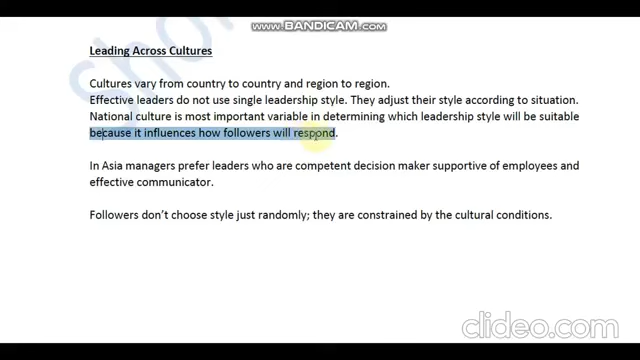 www.BANDICAM.com
Leading Across Cultures
Cultures vary from country to country and region to region.
Effective leaders do not use single leadership style. They adjust their style according to situation.
National culture is most important variable in determining which leadership style will be suitable
because it influences how followers will respond.
In Asia managers prefer leaders who are competent decision maker supportive of employees and
effective communicator.
Followers don't choose style just randomly; they are constrained by the cultural conditions.
clideo.com